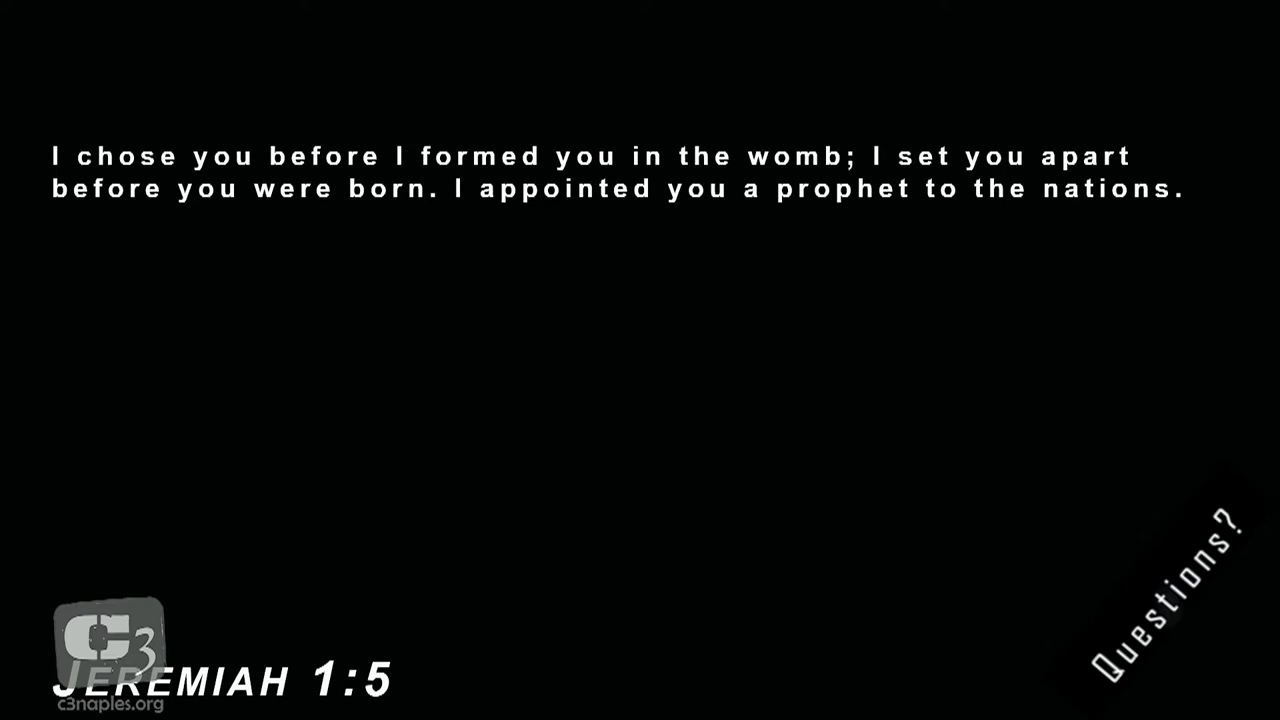 I chose you before I formed you in the womb; I set you apart
before you were born. I appointed you a prophet to the nations.
Questions?
C3
JEREMIAH 1:5
c3naples.org